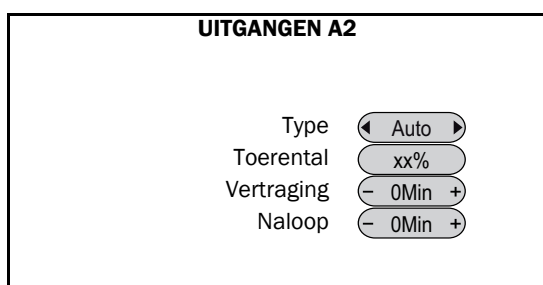 UITGANGEN A2
Type ◀ Auto ▶
Toerental xx%
Vertraging − 0Min +
Naloop − 0Min +